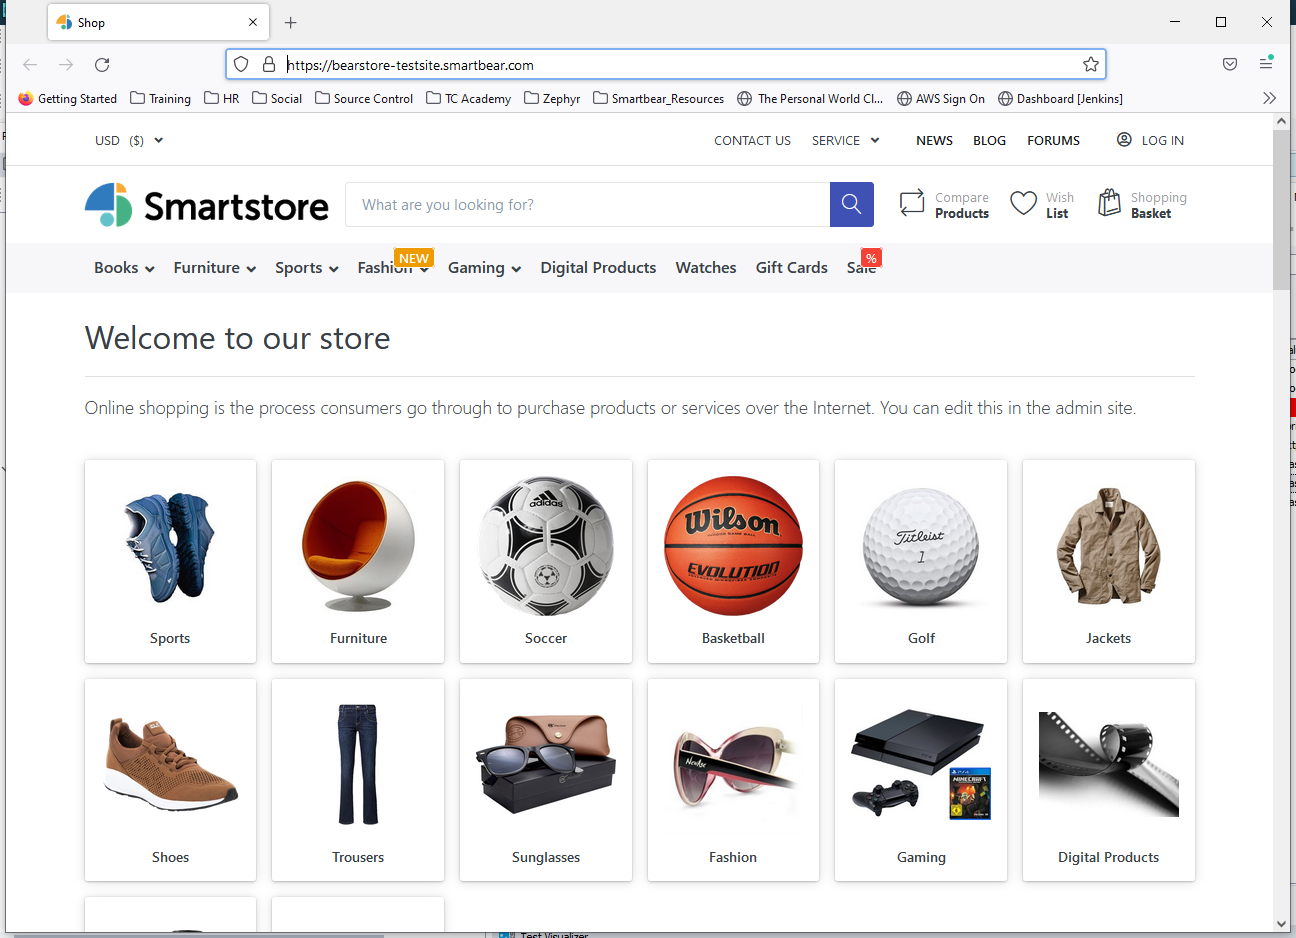 Shop
https://bearstore-testsite.smartbear.com
Getting Started Training HR Social Source Control TC Academy Zephyr Smartbear_Resources The Personal World Cl... AWS Sign On Dashboard [Jenkins]
USD ($) CONTACT US SERVICE NEWS BLOG FORUMS LOG IN
Smartstore
What are you looking for?
Compare Products
Wish List
Shopping Basket
NEW
%
Books Furniture Sports Fashion Gaming Digital Products Watches Gift Cards Sale
Welcome to our store
Online shopping is the process consumers go through to purchase products or services over the Internet. You can edit this in the admin site.
adidas
Wilson
EVOLUTION
Titleist
1
Sports Furniture Soccer Basketball Golf Jackets
PS4
MINECRAFT
Shoes Trousers Sunglasses Fashion Gaming Digital Products
Test Visualizer